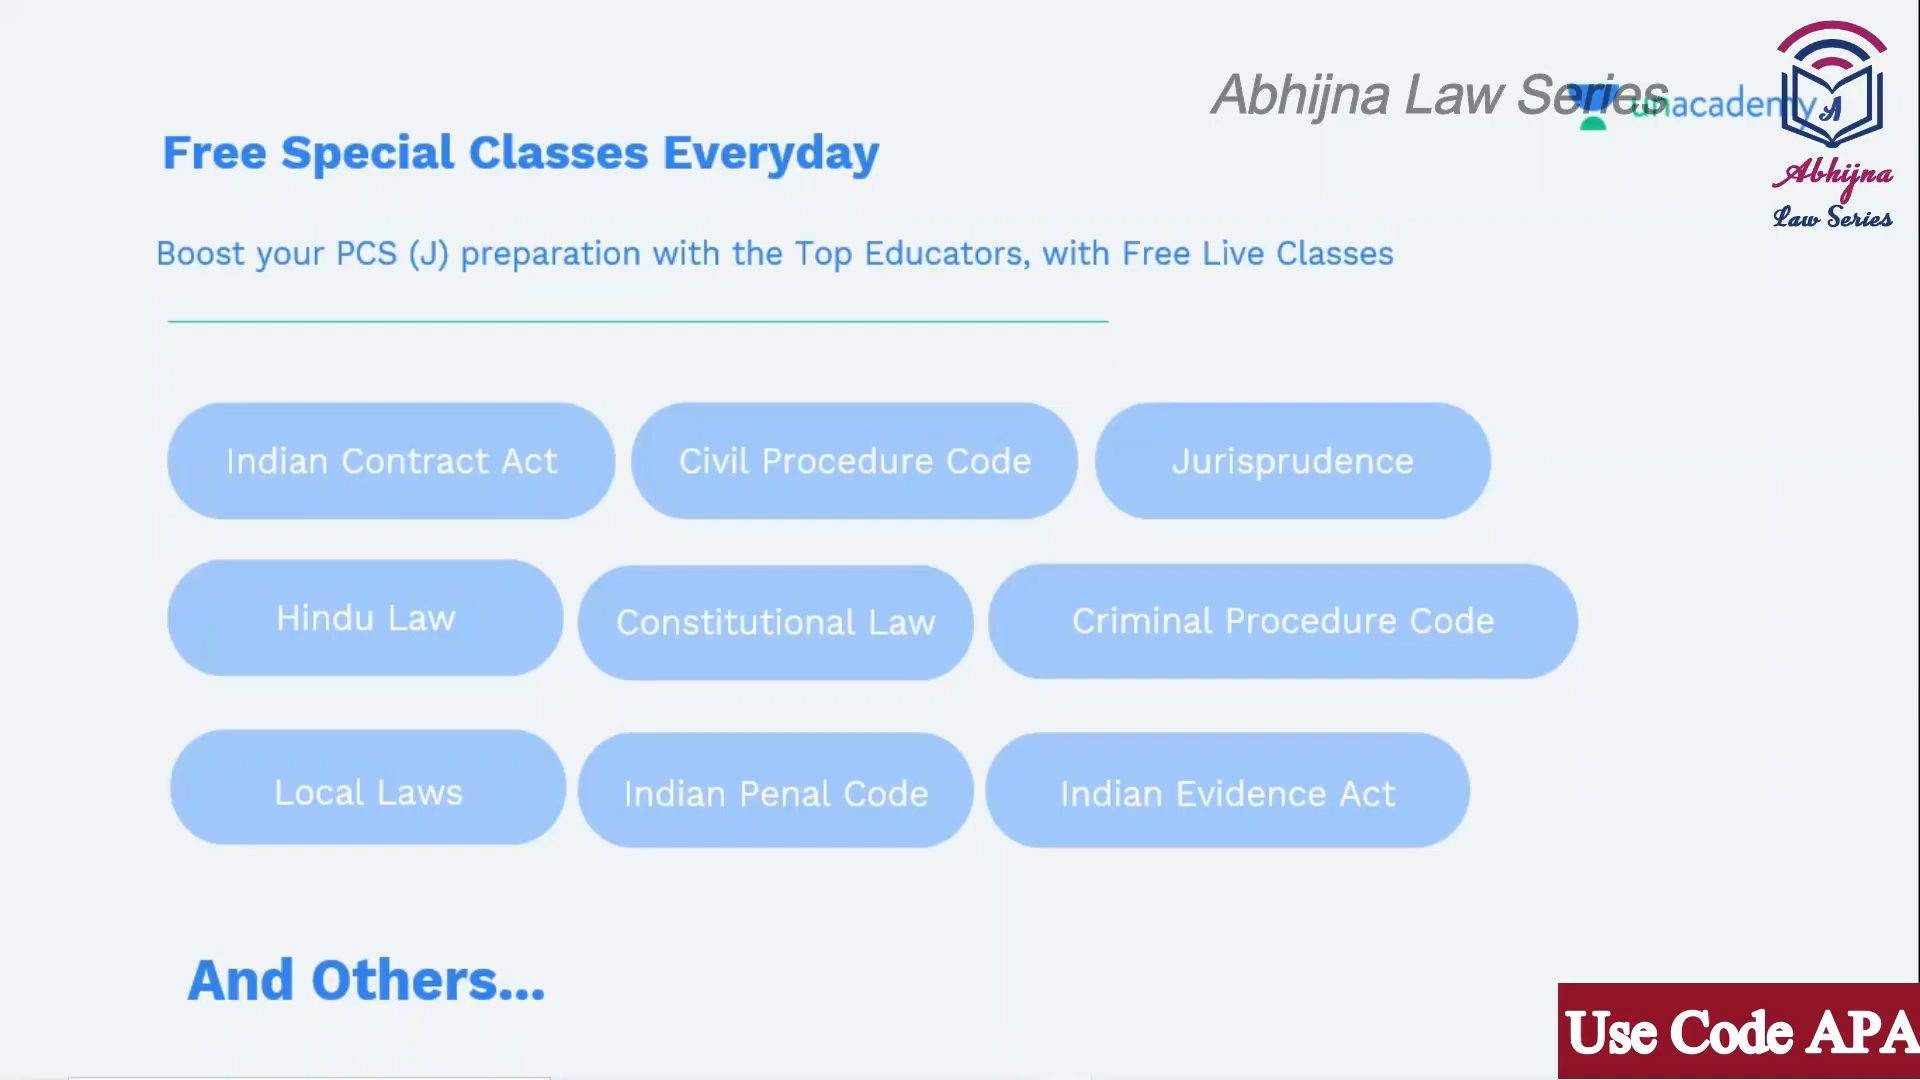 Abhijna Law Series
unacademy
A
Abhijna
Law Series
Free Special Classes Everyday
Boost your PCS (J) preparation with the Top Educators, with Free Live Classes
Indian Contract Act
Civil Procedure Code
Jurisprudence
Hindu Law
Constitutional Law
Criminal Procedure Code
Local Laws
Indian Penal Code
Indian Evidence Act
And Others...
Use Code APA